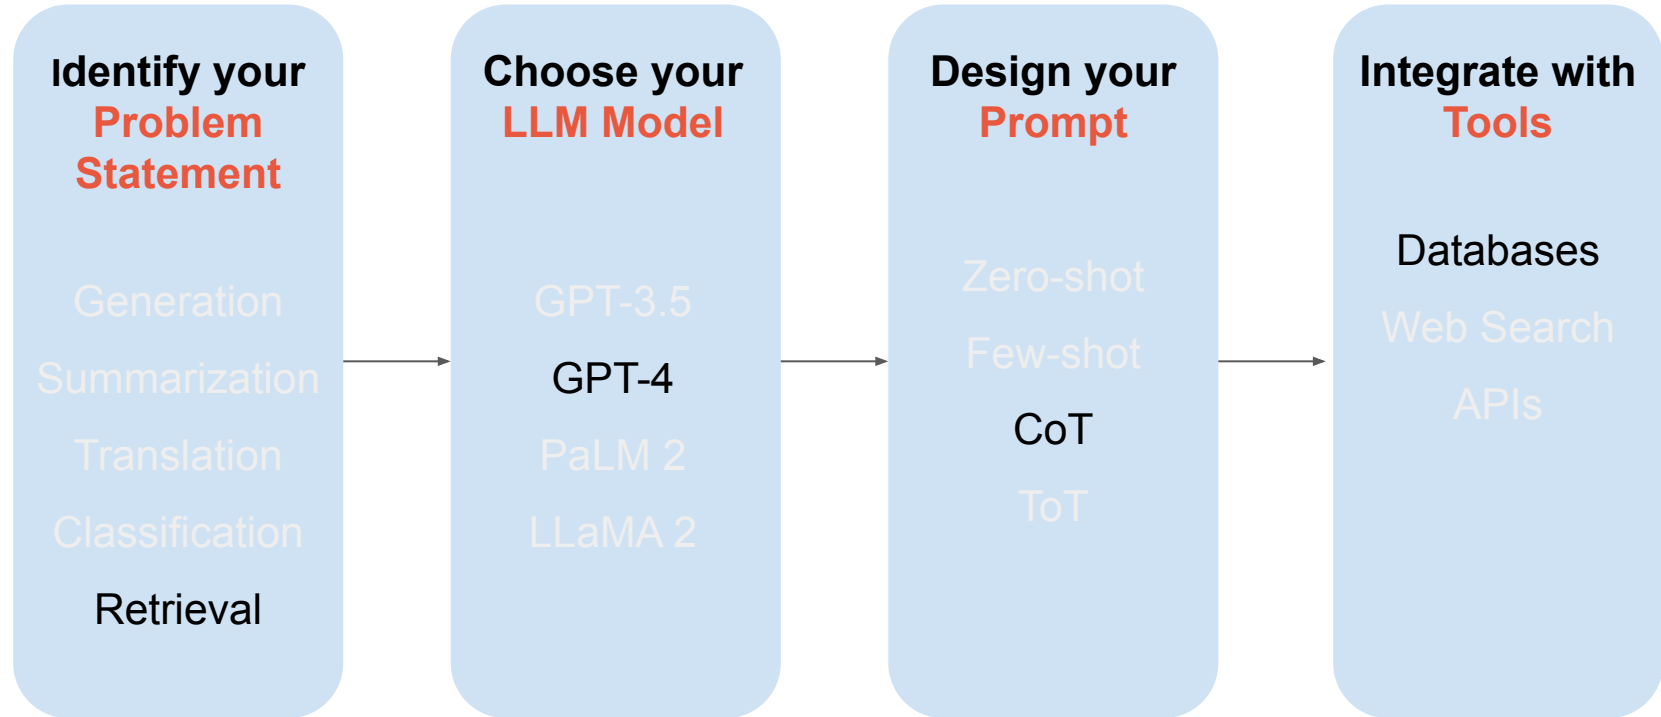 Identify your
Problem
Statement
Generation
Summarization
Translation
Classification
Retrieval
Choose your
LLM Model
GPT-3.5
GPT-4
PaLM 2
LLaMA 2
Design your
Prompt
Zero-shot
Few-shot
CoT
ToT
Integrate with
Tools
Databases
Web Search
APIs